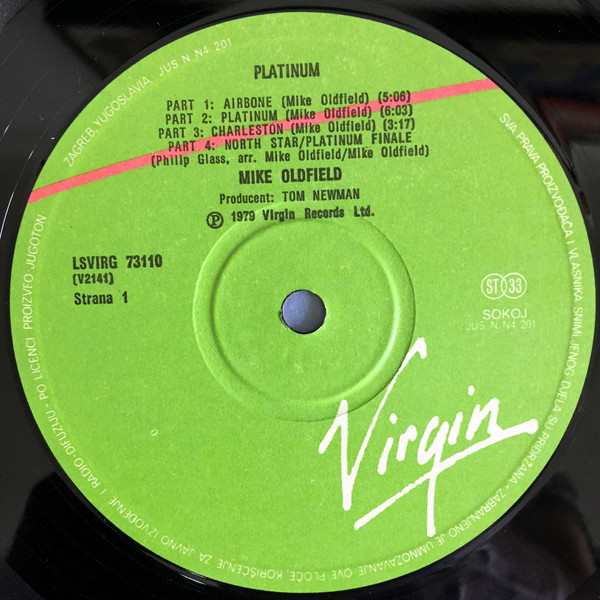 PLATINUM
PART 1: AIRBONE (Mike Oldfield) (5:06)
PART 2: PLATINUM (Mike Oldfield) (6:03)
PART 3: CHARLESTON (Mike Oldfield) (3:17)
PART 4: NORTH STAR/PLATINUM FINALE
(Philip Glass, arr. Mike Oldfield/Mike Oldfield)
MIKE OLDFIELD
Producent: TOM NEWMAN
Ⓟ 1979 Virgin Records Ltd.
LSVIRG 73110
(V2141)
Strana 1
ST 33
SOKOJ
JUS N. N4 201
Virgin
SVA PRAVA PROIZVOĐAČA I VLASNIKA SNIMLJENOG DJELA SU PRIDRŽANA - ZABRANJENO JE UMNOŽAVANJE OVE PLOČE, KORIŠĆENJE ZA JAVNO IZVOĐENJE I RADIO-DIFUZIJU - PO LICENCI PROIZVEO JUGOTON ZAGREB, YUGOSLAVIA, JUS N. N4 201